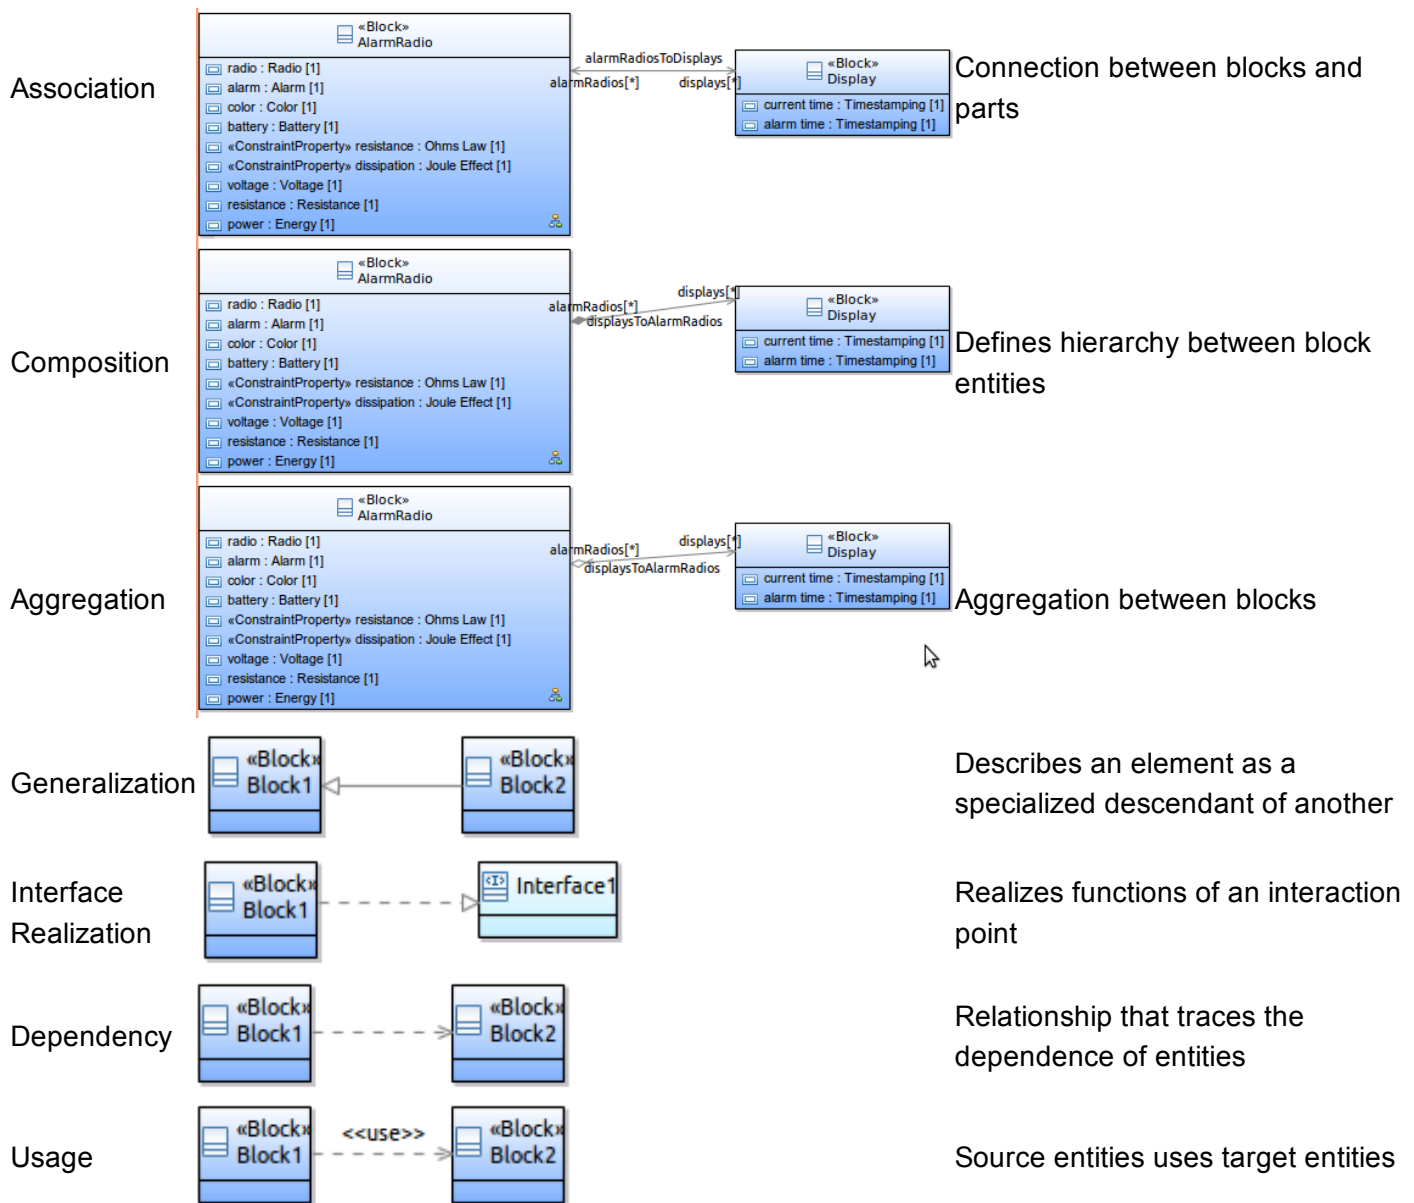 Association
«Block»
AlarmRadio
radio : Radio [1]
alarm : Alarm [1]
color : Color [1]
battery : Battery [1]
«ConstraintProperty» resistance : Ohms Law [1]
«ConstraintProperty» dissipation : Joule Effect [1]
voltage : Voltage [1]
resistance : Resistance [1]
power : Energy [1]
alarmRadiosToDisplays
alarmRadios[*]
displays[*]
«Block»
Display
current time : Timestamping [1]
alarm time : Timestamping [1]
Connection between blocks and
parts
Composition
«Block»
AlarmRadio
radio : Radio [1]
alarm : Alarm [1]
color : Color [1]
battery : Battery [1]
«ConstraintProperty» resistance : Ohms Law [1]
«ConstraintProperty» dissipation : Joule Effect [1]
voltage : Voltage [1]
resistance : Resistance [1]
power : Energy [1]
displays[*]
alarmRadios[*]
displaysToAlarmRadios
«Block»
Display
current time : Timestamping [1]
alarm time : Timestamping [1]
Defines hierarchy between block
entities
Aggregation
«Block»
AlarmRadio
radio : Radio [1]
alarm : Alarm [1]
color : Color [1]
battery : Battery [1]
«ConstraintProperty» resistance : Ohms Law [1]
«ConstraintProperty» dissipation : Joule Effect [1]
voltage : Voltage [1]
resistance : Resistance [1]
power : Energy [1]
displays[*]
alarmRadios[*]
displaysToAlarmRadios
«Block»
Display
current time : Timestamping [1]
alarm time : Timestamping [1]
Aggregation between blocks
Generalization
«Block»
Block1
«Block»
Block2
Describes an element as a
specialized descendant of another
Interface
Realization
«Block»
Block1
<I>
Interface1
Realizes functions of an interaction
point
Dependency
«Block»
Block1
«Block»
Block2
Relationship that traces the
dependence of entities
Usage
«Block»
Block1
<<use>>
«Block»
Block2
Source entities uses target entities